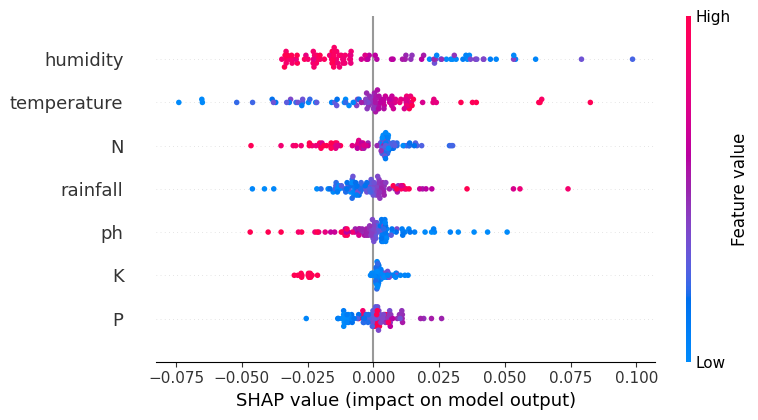 High
humidity
temperature
N
rainfall
ph
K
P
Feature value
Low
−0.075 −0.050 −0.025 0.000 0.025 0.050 0.075 0.100
SHAP value (impact on model output)